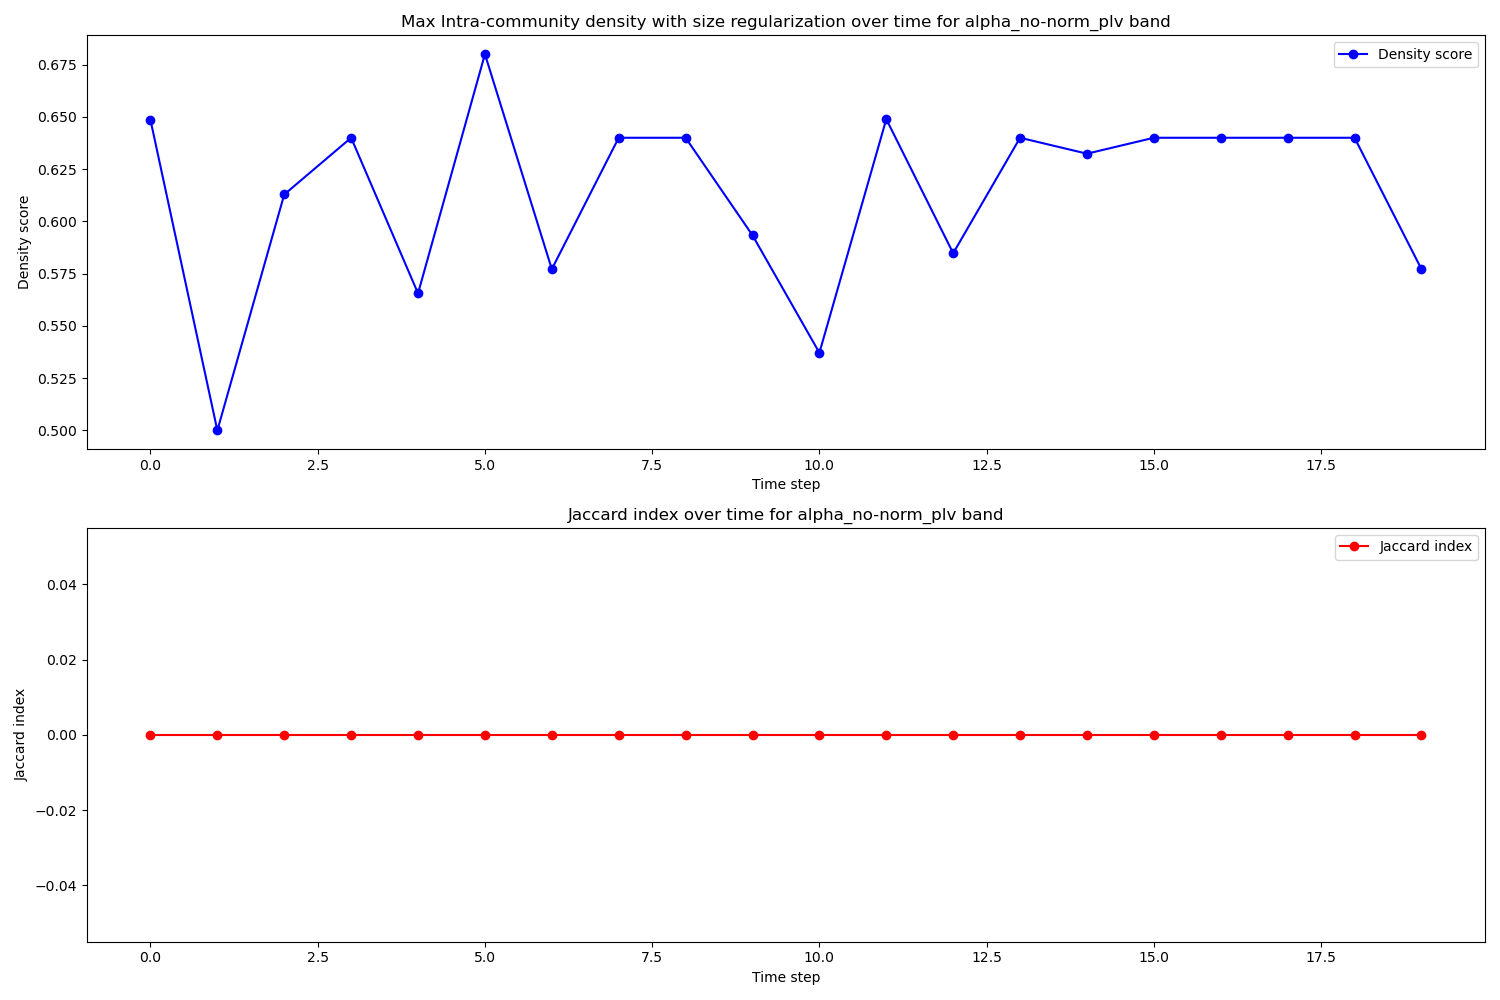 Max Intra-community density with size regularization over time for alpha_no-norm_plv band
Density score
0.675
0.650
0.625
0.600
0.575
0.550
0.525
0.500
Density score
0.0 2.5 5.0 7.5 10.0 12.5 15.0 17.5
Time step
Jaccard index over time for alpha_no-norm_plv band
Jaccard index
0.04
0.02
0.00
−0.02
−0.04
Jaccard index
0.0 2.5 5.0 7.5 10.0 12.5 15.0 17.5
Time step